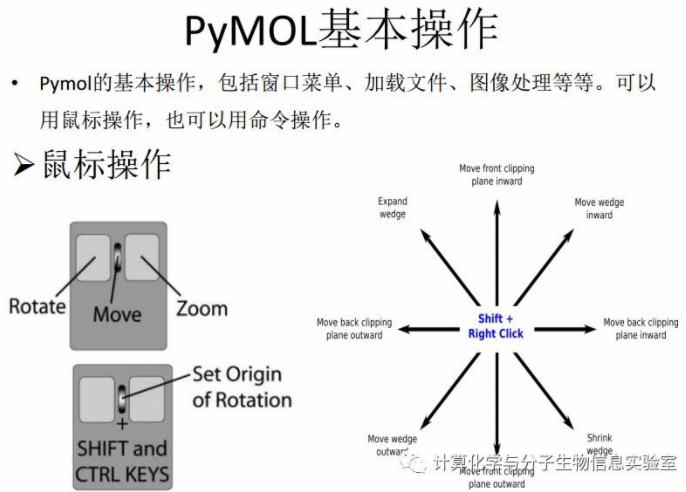 PyMOL基本操作
• Pymol的基本操作，包括窗口菜单、加载文件、图像处理等等。可以
用鼠标操作，也可以用命令操作。
➢鼠标操作
Rotate
Move
Zoom
Set Origin
of Rotation
+
SHIFT and
CTRL KEYS
Move front clipping
plane inward
Expand
wedge
Move wedge
inward
Move back clipping
plane outward
Shift +
Right Click
Move back clipping
plane inward
Move wedge
outward
Shrink
wedge
Move front clipping
plane outward
计算化学与分子生物信息实验室